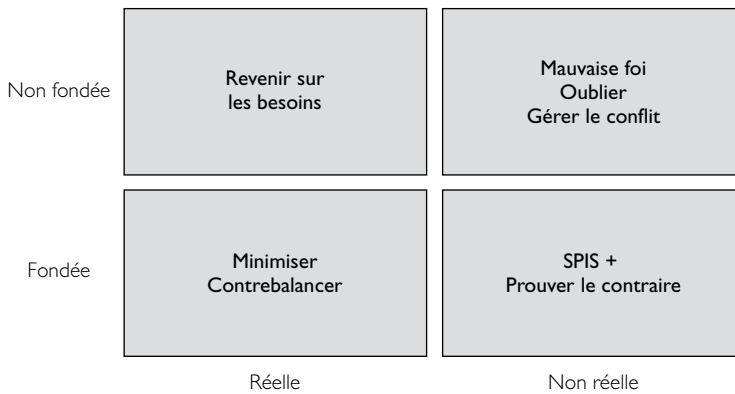 Non fondée
Revenir sur
les besoins
Mauvaise foi
Oublier
Gérer le conflit
Fondée
Minimiser
Contrebalancer
SPIS +
Prouver le contraire
Réelle
Non réelle